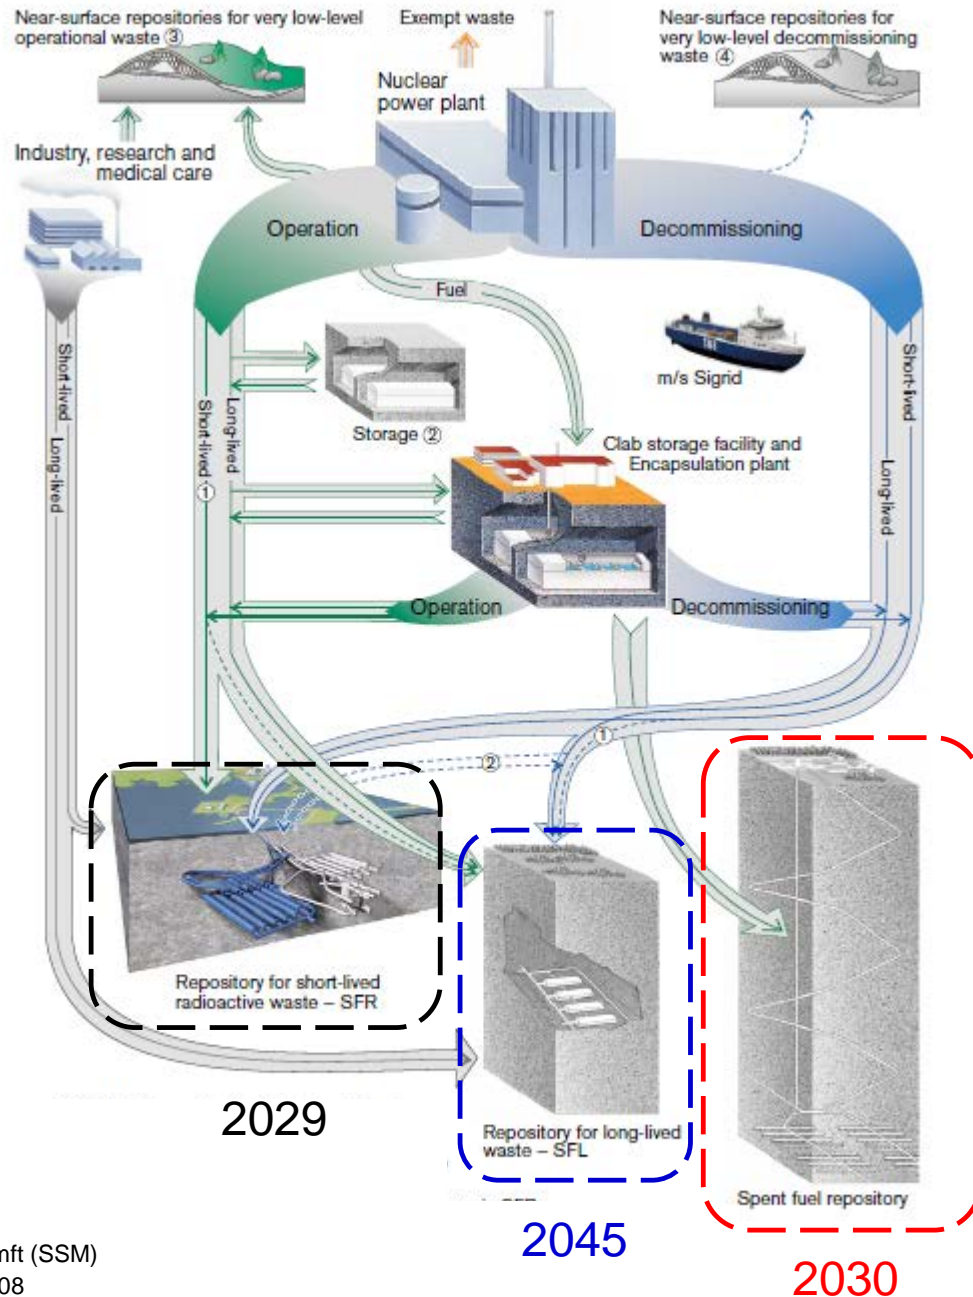 Near-surface repositories for very low-level
operational waste ③
Exempt waste
Near-surface repositories for
very low-level decommissioning
waste ④
Nuclear
power plant
Industry, research and
medical care
Operation
Decommissioning
Fuel
Short-lived
Long-lived
Short-lived
①
Long-lived
Storage ②
m/s Sigrid
Clab storage facility and
Encapsulation plant
Short-lived
Long-lived
Operation
Decommissioning
①
②
Repository for short-lived
radioactive waste – SFR
2029
Repository for long-lived
waste – SFL
2045
Spent fuel repository
2030
mft (SSM)
08